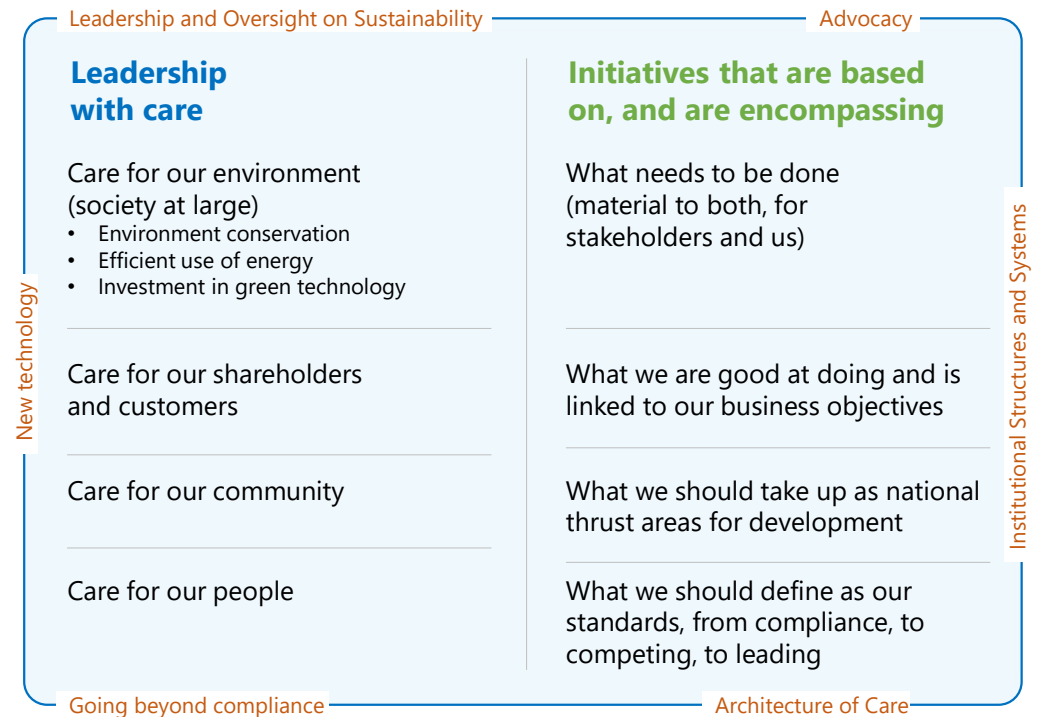 Leadership and Oversight on Sustainability
Advocacy
Leadership
with care
Care for our environment
(society at large)
• Environment conservation
• Efficient use of energy
• Investment in green technology
Care for our shareholders
and customers
Care for our community
Care for our people
Initiatives that are based
on, and are encompassing
What needs to be done
(material to both, for
stakeholders and us)
What we are good at doing and is
linked to our business objectives
What we should take up as national
thrust areas for development
What we should define as our
standards, from compliance, to
competing, to leading
New technology
Institutional Structures and Systems
Going beyond compliance
Architecture of Care